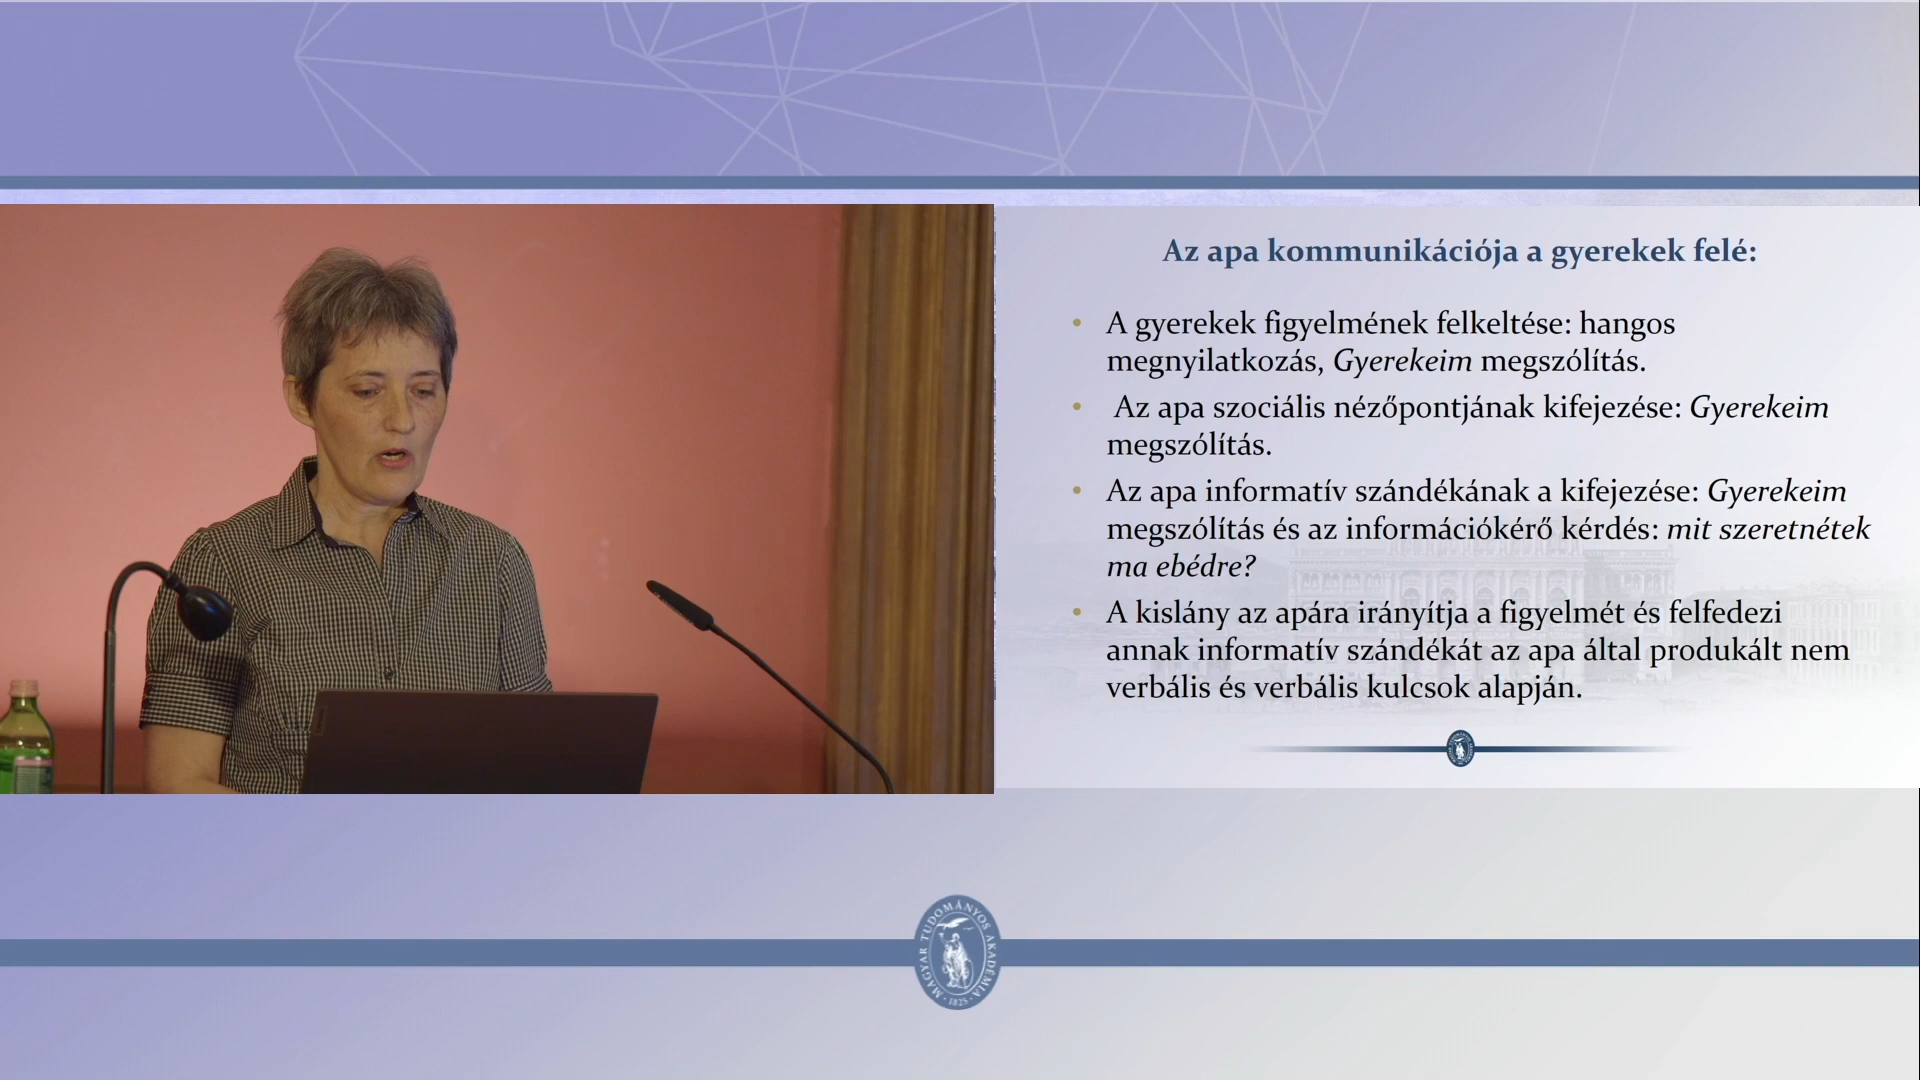 Az apa kommunikációja a gyerekek felé:
• A gyerekek figyelmének felkeltése: hangos
megnyilatkozás, Gyerekeim megszólítás.
• Az apa szociális nézőpontjának kifejezése: Gyerekeim
megszólítás.
• Az apa informatív szándékának a kifejezése: Gyerekeim
megszólítás és az információkérő kérdés: mit szeretnétek
ma ebédre?
• A kislány az apára irányítja a figyelmét és felfedezi
annak informatív szándékát az apa által produkált nem
verbális és verbális kulcsok alapján.
MAGYAR TUDOMÁNYOS AKADÉMIA
· 1825 ·